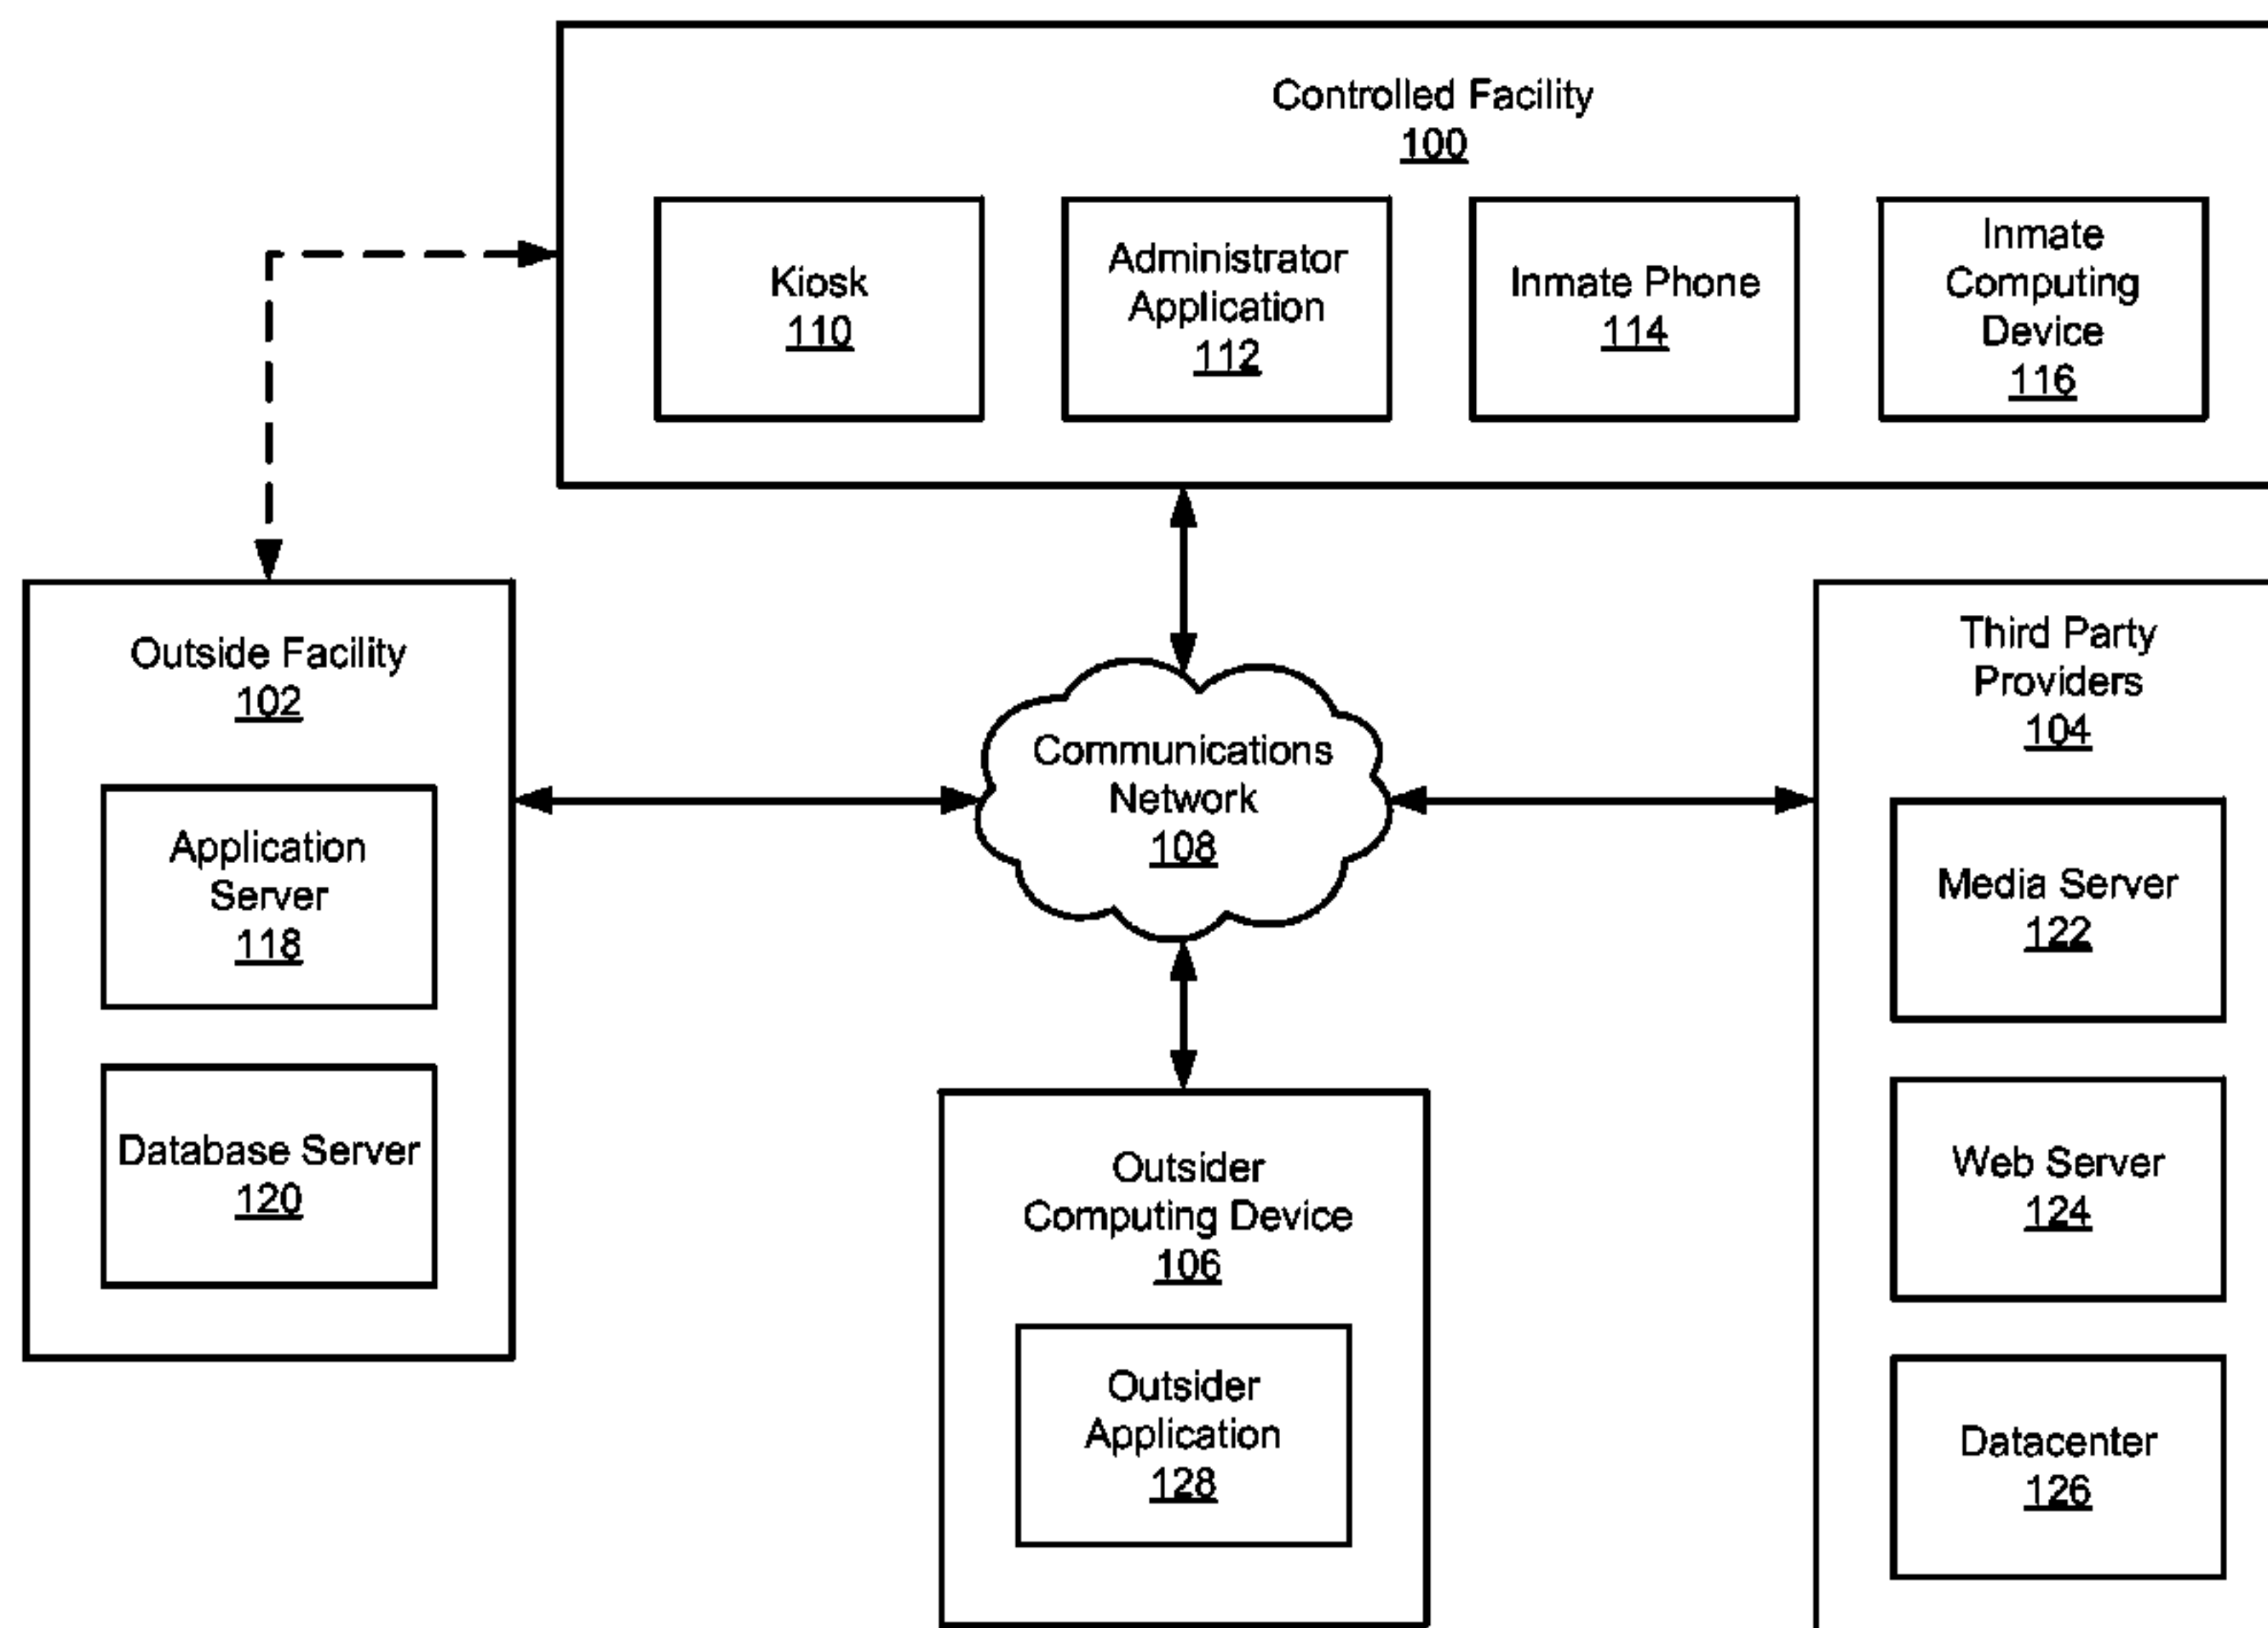 Controlled Facility
100
Kiosk
110
Administrator
Application
112
Inmate Phone
114
Inmate
Computing
Device
116
Outside Facility
102
Application
Server
118
Database Server
120
Communications
Network
108
Outsider
Computing Device
106
Outsider
Application
128
Third Party
Providers
104
Media Server
122
Web Server
124
Datacenter
126